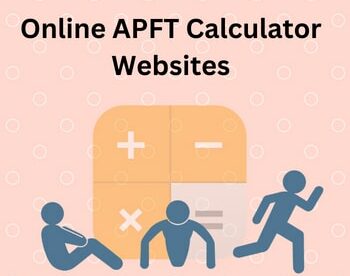 Online APFT Calculator
Websites
+ −
× =